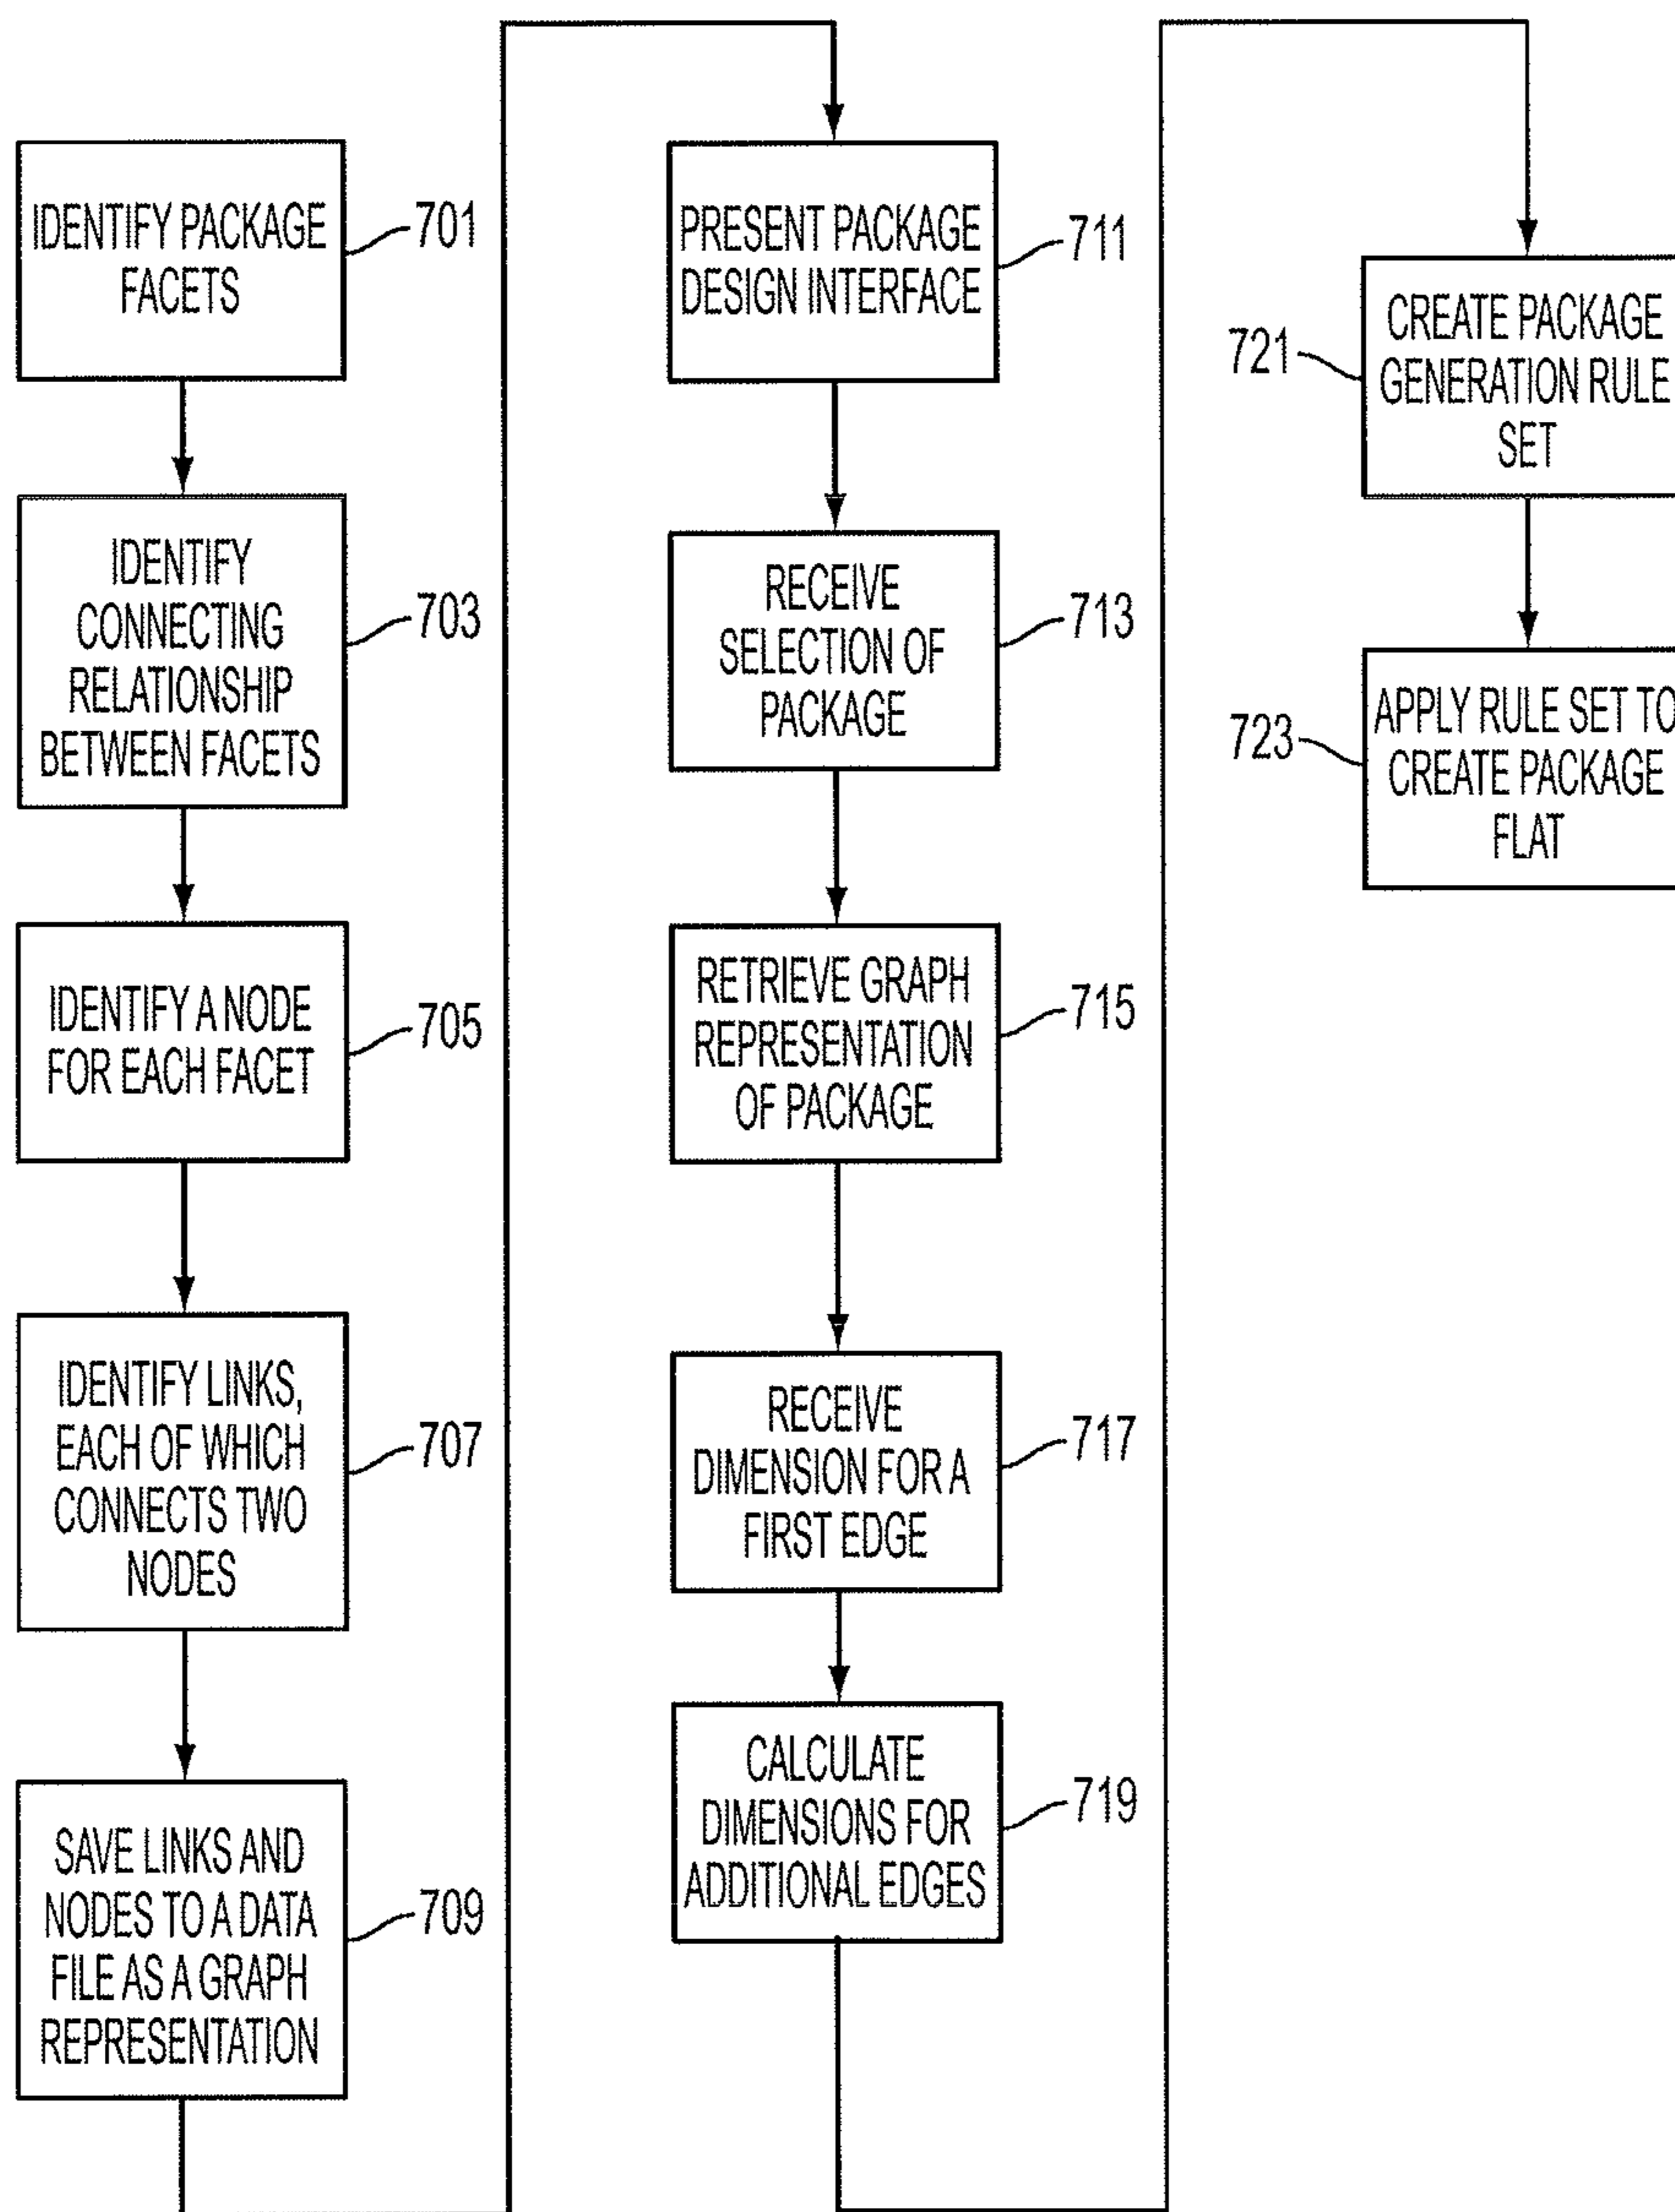 IDENTIFY PACKAGE
FACETS
701
IDENTIFY
CONNECTING
RELATIONSHIP
BETWEEN FACETS
703
IDENTIFY A NODE
FOR EACH FACET
705
IDENTIFY LINKS,
EACH OF WHICH
CONNECTS TWO
NODES
707
SAVE LINKS AND
NODES TO A DATA
FILE AS A GRAPH
REPRESENTATION
709
PRESENT PACKAGE
DESIGN INTERFACE
711
RECEIVE
SELECTION OF
PACKAGE
713
RETRIEVE GRAPH
REPRESENTATION
OF PACKAGE
715
RECEIVE
DIMENSION FOR A
FIRST EDGE
717
CALCULATE
DIMENSIONS FOR
ADDITIONAL EDGES
719
721
CREATE PACKAGE
GENERATION RULE
SET
723
APPLY RULE SET TO
CREATE PACKAGE
FLAT